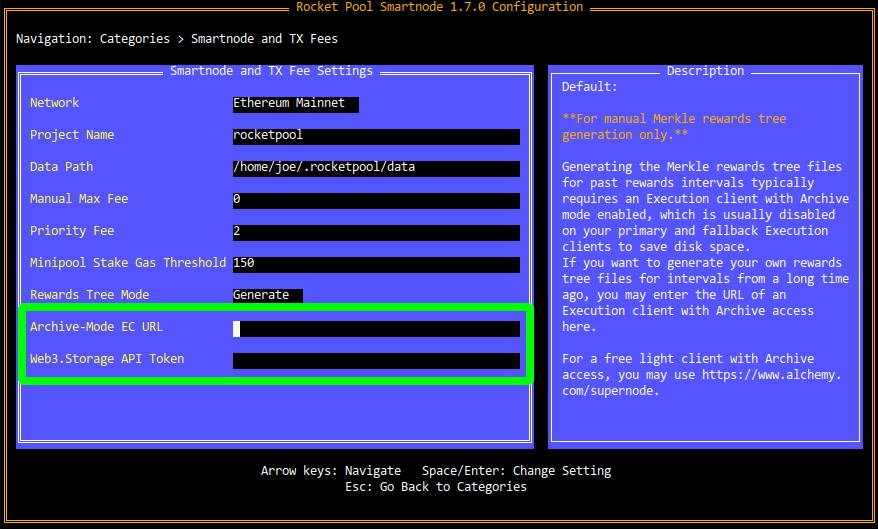 Rocket Pool Smartnode 1.7.0 Configuration
Navigation: Categories > Smartnode and TX Fees
Smartnode and TX Fee Settings
Network Ethereum Mainnet
Project Name rocketpool
Data Path /home/joe/.rocketpool/data
Manual Max Fee 0
Priority Fee 2
Minipool Stake Gas Threshold 150
Rewards Tree Mode Generate
Archive-Mode EC URL
Web3.Storage API Token
Description
Default:
**For manual Merkle rewards tree
generation only.**
Generating the Merkle rewards tree files
for past rewards intervals typically
requires an Execution client with Archive
mode enabled, which is usually disabled
on your primary and fallback Execution
clients to save disk space.
If you want to generate your own rewards
tree files for intervals from a long time
ago, you may enter the URL of an
Execution client with Archive access
here.
For a free light client with Archive
access, you may use https://www.alchemy.
com/supernode.
Arrow keys: Navigate Space/Enter: Change Setting
Esc: Go Back to Categories